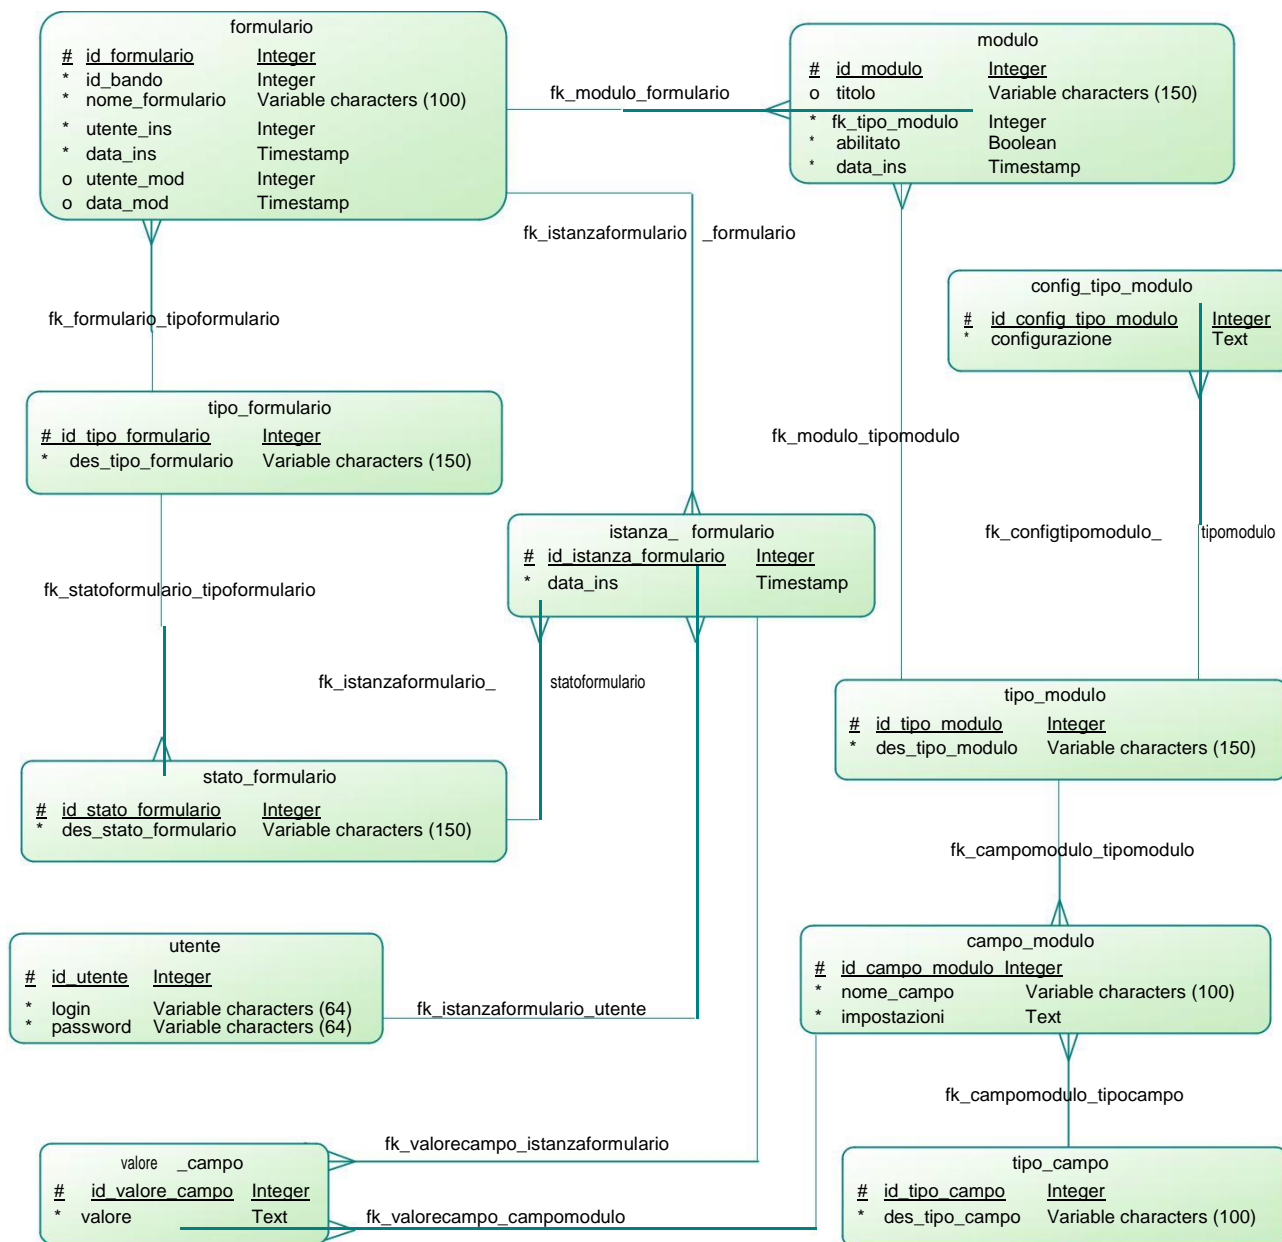 formulario
# id_formulario Integer
* id_bando Integer
* nome_formulario Variable characters (100)
* utente_ins Integer
* data_ins Timestamp
o utente_mod Integer
o data_mod Timestamp
fk_modulo_formulario
modulo
# id_modulo Integer
o titolo Variable characters (150)
* fk_tipo_modulo Integer
* abilitato Boolean
* data_ins Timestamp
fk_istanzaformulario _formulario
config_tipo_modulo
# id_config_tipo_modulo Integer
* configurazione Text
fk_formulario_tipoformulario
tipo_formulario
# id_tipo_formulario Integer
* des_tipo_formulario Variable characters (150)
fk_modulo_tipomodulo
istanza_ formulario
# id_istanza_formulario Integer
* data_ins Timestamp
fk_configtipomodulo_ tipomodulo
fk_statoformulario_tipoformulario
fk_istanzaformulario_ statoformulario
tipo_modulo
# id_tipo_modulo Integer
* des_tipo_modulo Variable characters (150)
stato_formulario
# id_stato_formulario Integer
* des_stato_formulario Variable characters (150)
fk_campomodulo_tipomodulo
utente
# id_utente Integer
* login Variable characters (64)
* password Variable characters (64)
fk_istanzaformulario_utente
campo_modulo
# id_campo_modulo Integer
* nome_campo Variable characters (100)
* impostazioni Text
fk_campomodulo_tipocampo
fk_valorecampo_istanzaformulario
valore _campo
# id_valore_campo Integer
* valore Text
fk_valorecampo_campomodulo
tipo_campo
# id_tipo_campo Integer
* des_tipo_campo Variable characters (100)